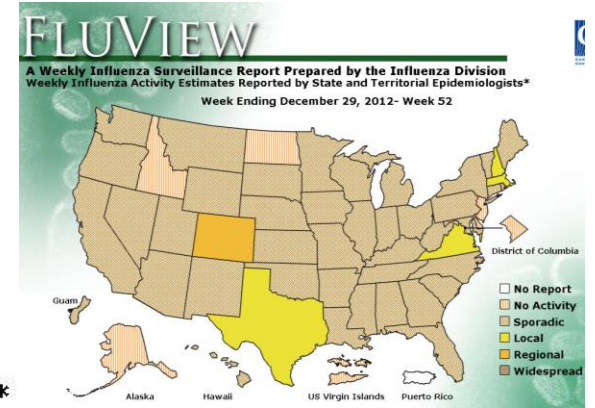 FLUVIEW
A Weekly Influenza Surveillance Report Prepared by the Influenza Division
Weekly Influenza Activity Estimates Reported by State and Territorial Epidemiologists*
Week Ending December 29, 2012- Week 52
District of Columbia
Guam
No Report
No Activity
Sporadic
Local
Regional
Widespread
Alaska
Hawaii
US Virgin Islands
Puerto Rico
*